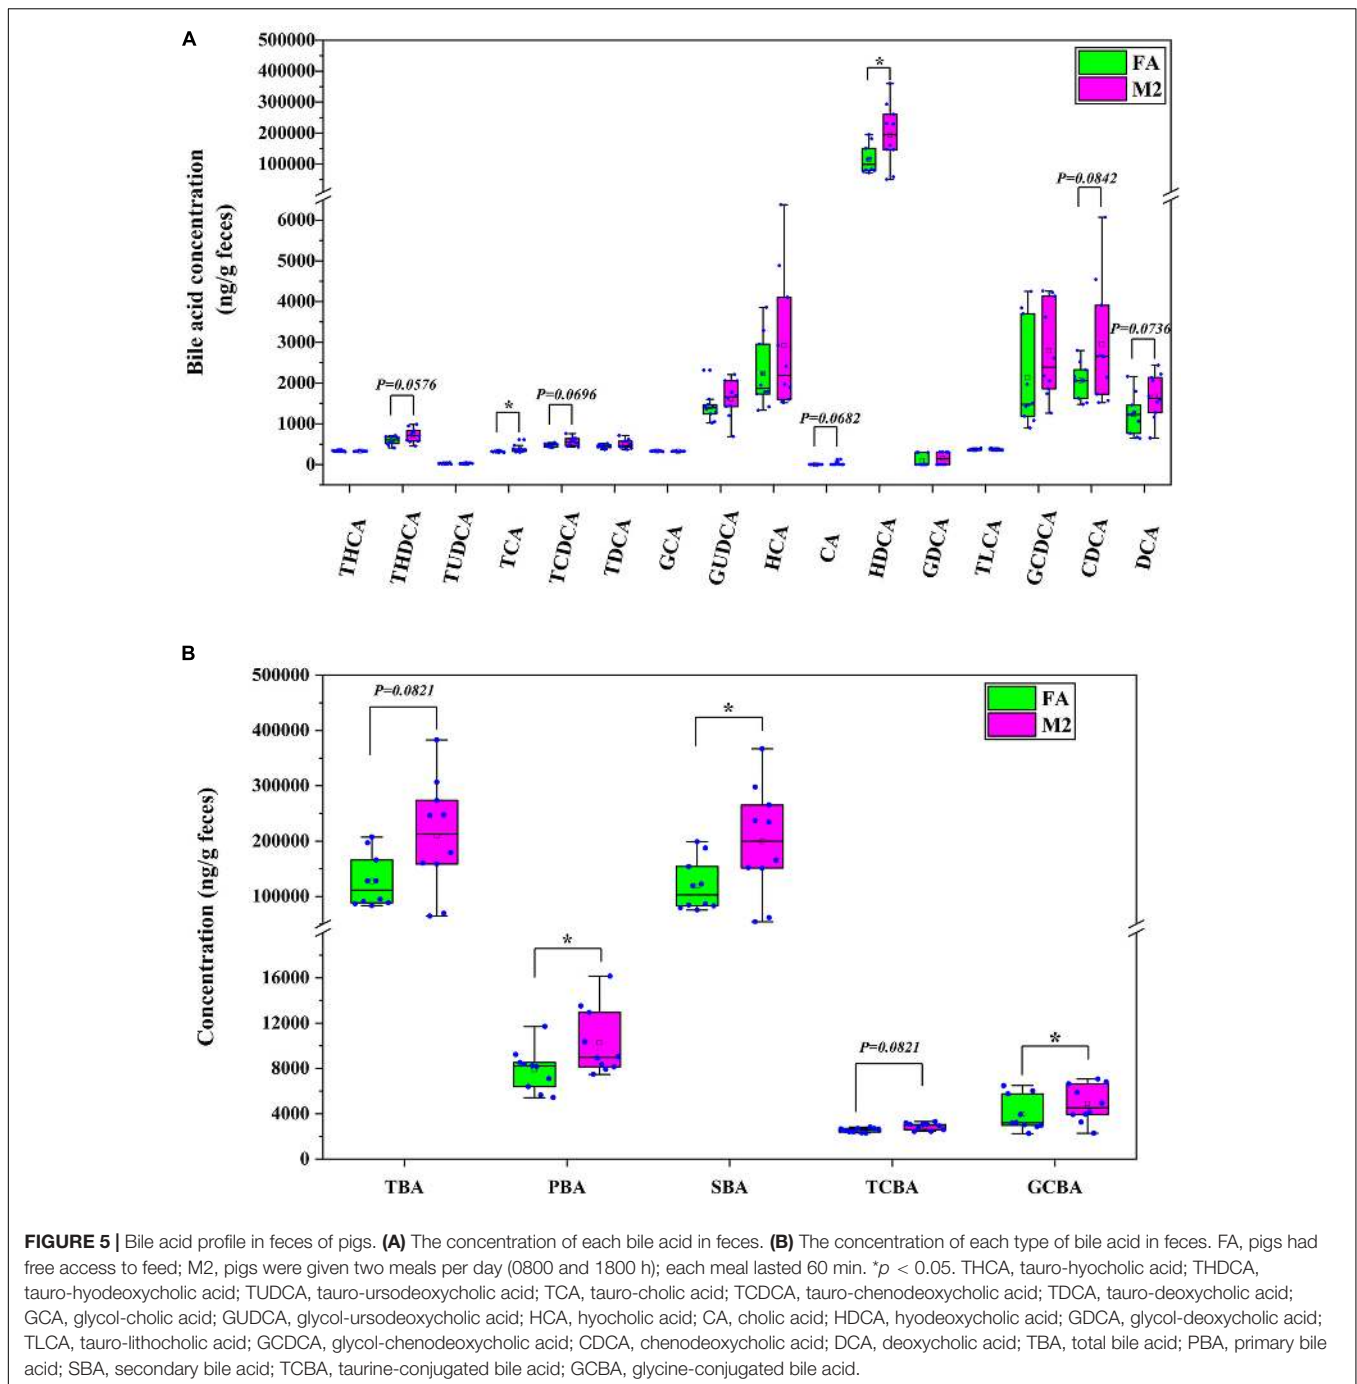 A
500000
400000
300000
200000
100000
6000
5000
4000
3000
2000
1000
0
Bile acid concentration
(ng/g feces)
FA
M2
*
P=0.0842
P=0.0736
P=0.0576
*
P=0.0696
P=0.0682
THCA THDCA TUDCA TCA TCDCA TDCA GCA GUDCA HCA CA HDCA GDCA TLCA GCDCA CDCA DCA
B
500000
400000
300000
200000
100000
16000
12000
8000
4000
0
Concentration (ng/g feces)
FA
M2
P=0.0821
*
*
P=0.0821
*
TBA PBA SBA TCBA GCBA
FIGURE 5 | Bile acid profile in feces of pigs. (A) The concentration of each bile acid in feces. (B) The concentration of each type of bile acid in feces. FA, pigs had
free access to feed; M2, pigs were given two meals per day (0800 and 1800 h); each meal lasted 60 min. *p < 0.05. THCA, tauro-hyocholic acid; THDCA,
tauro-hyodeoxycholic acid; TUDCA, tauro-ursodeoxycholic acid; TCA, tauro-cholic acid; TCDCA, tauro-chenodeoxycholic acid; TDCA, tauro-deoxycholic acid;
GCA, glycol-cholic acid; GUDCA, glycol-ursodeoxycholic acid; HCA, hyocholic acid; CA, cholic acid; HDCA, hyodeoxycholic acid; GDCA, glycol-deoxycholic acid;
TLCA, tauro-lithocholic acid; GCDCA, glycol-chenodeoxycholic acid; CDCA, chenodeoxycholic acid; DCA, deoxycholic acid; TBA, total bile acid; PBA, primary bile
acid; SBA, secondary bile acid; TCBA, taurine-conjugated bile acid; GCBA, glycine-conjugated bile acid.